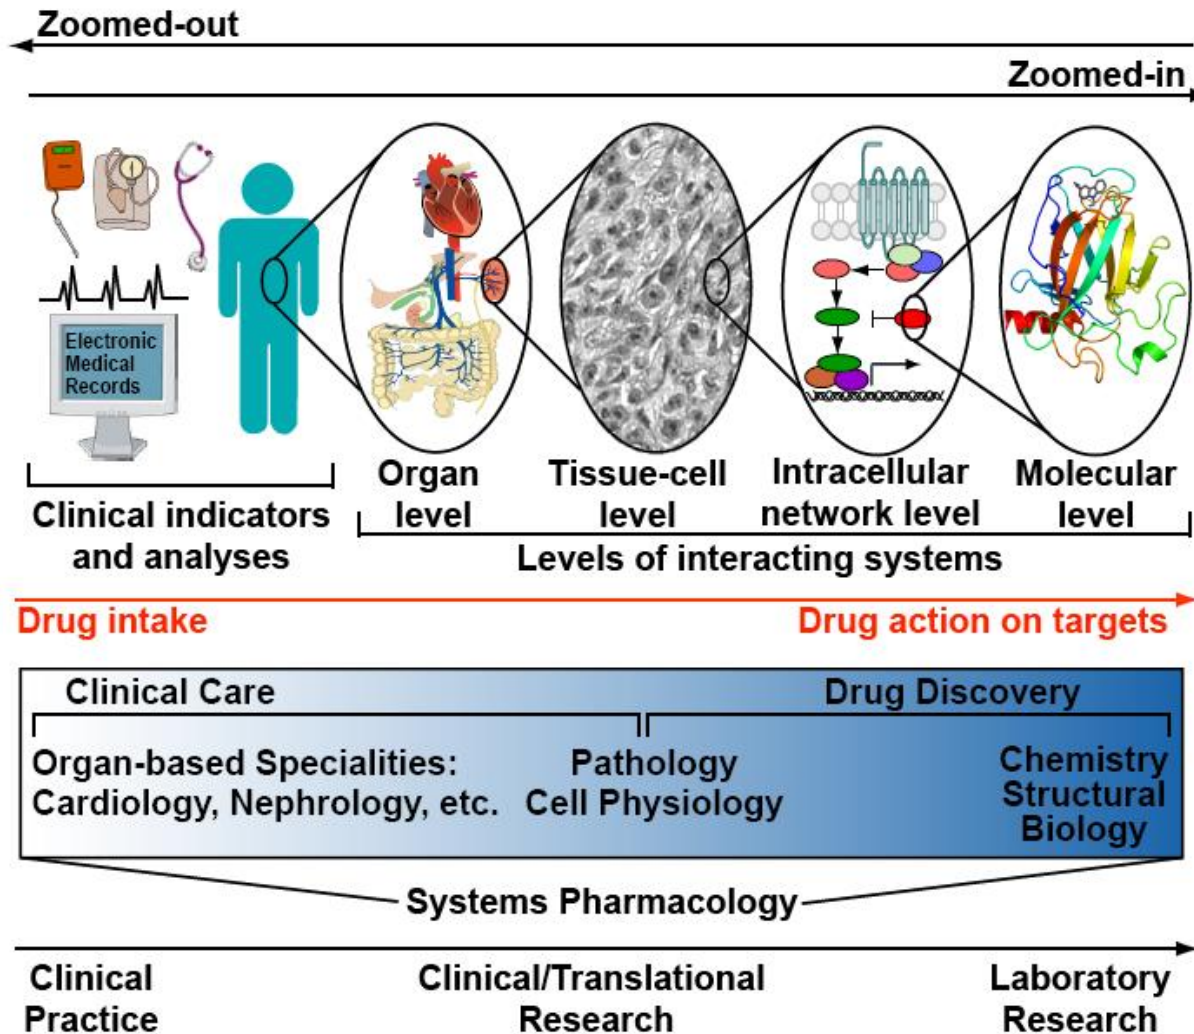 Zoomed-out
Zoomed-in
Electronic
Medical
Records
Clinical indicators
and analyses
Organ
level
Tissue-cell
level
Intracellular
network level
Molecular
level
Levels of interacting systems
Drug intake
Drug action on targets
Clinical Care
Drug Discovery
Organ-based Specialities:
Cardiology, Nephrology, etc.
Pathology
Cell Physiology
Chemistry
Structural
Biology
Systems Pharmacology
Clinical
Practice
Clinical/Translational
Research
Laboratory
Research